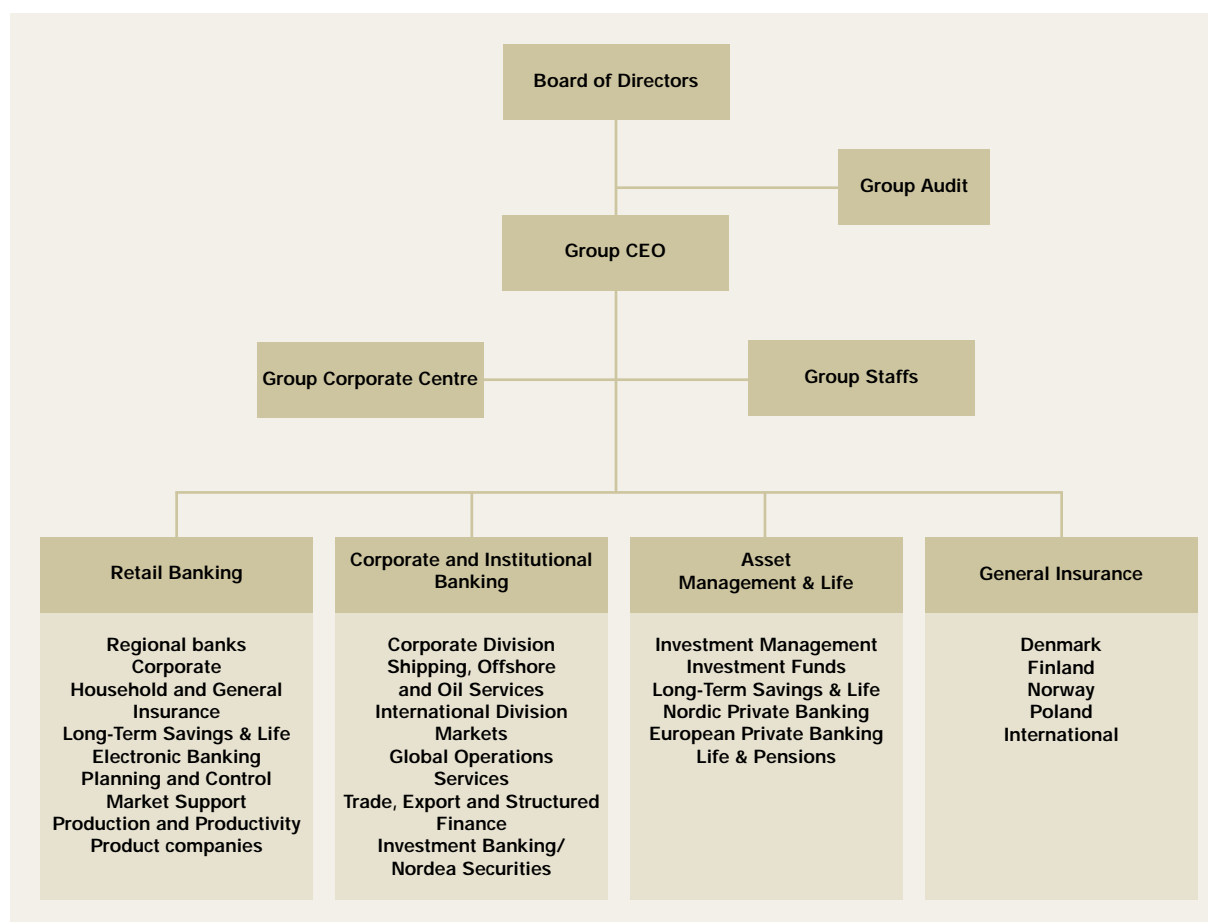 Board of Directors
Group Audit
Group CEO
Group Corporate Centre
Group Staffs
Retail Banking
Regional banks
Corporate
Household and General
Insurance
Long-Term Savings & Life
Electronic Banking
Planning and Control
Market Support
Production and Productivity
Product companies
Corporate and Institutional
Banking
Corporate Division
Shipping, Offshore
and Oil Services
International Division
Markets
Global Operations
Services
Trade, Export and Structured
Finance
Investment Banking/
Nordea Securities
Asset
Management & Life
Investment Management
Investment Funds
Long-Term Savings & Life
Nordic Private Banking
European Private Banking
Life & Pensions
General Insurance
Denmark
Finland
Norway
Poland
International